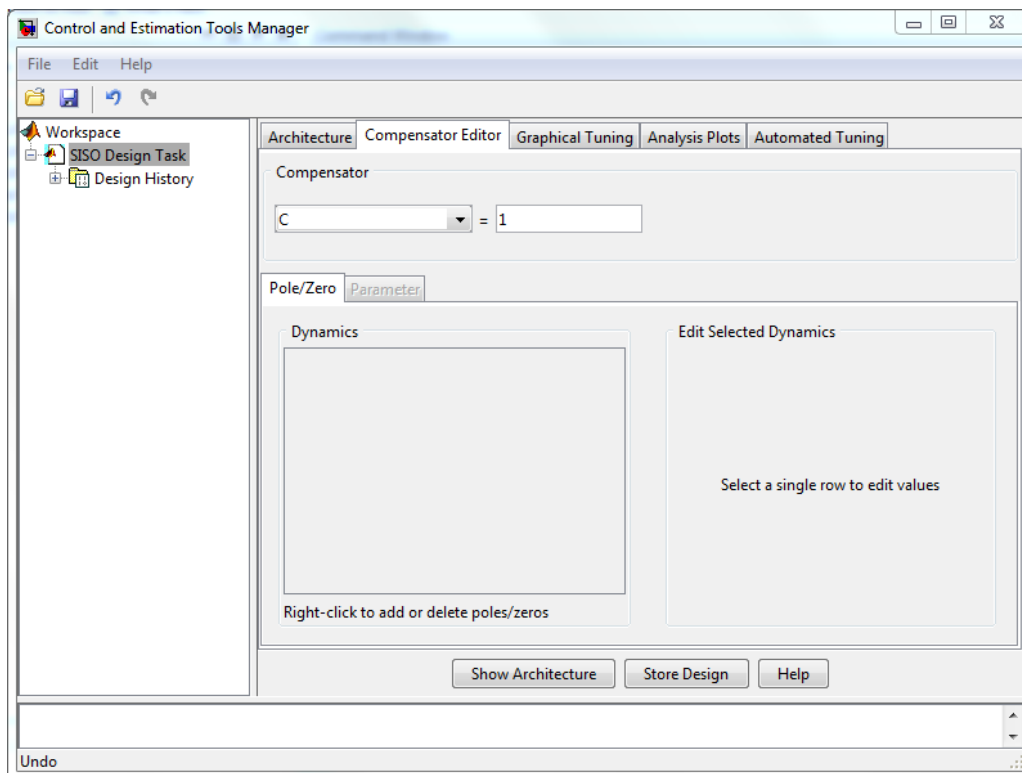 Control and Estimation Tools Manager
File Edit Help
Workspace
SISO Design Task
Design History
Architecture Compensator Editor Graphical Tuning Analysis Plots Automated Tuning
Compensator
C = 1
Pole/Zero Parameter
Dynamics Edit Selected Dynamics
Select a single row to edit values
Right-click to add or delete poles/zeros
Show Architecture Store Design Help
Undo